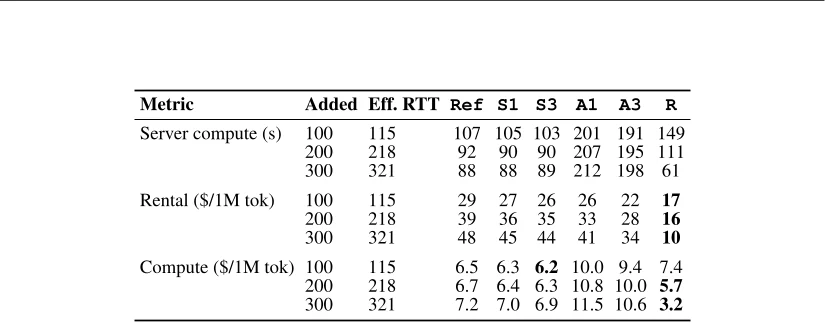 Metric Added Eff. RTT Ref S1 S3 A1 A3 R
Server compute (s) 100 115 107 105 103 201 191 149
200 218 92 90 90 207 195 111
300 321 88 88 89 212 198 61
Rental ($/1M tok) 100 115 29 27 26 26 22 17
200 218 39 36 35 33 28 16
300 321 48 45 44 41 34 10
Compute ($/1M tok) 100 115 6.5 6.3 6.2 10.0 9.4 7.4
200 218 6.7 6.4 6.3 10.8 10.0 5.7
300 321 7.2 7.0 6.9 11.5 10.6 3.2